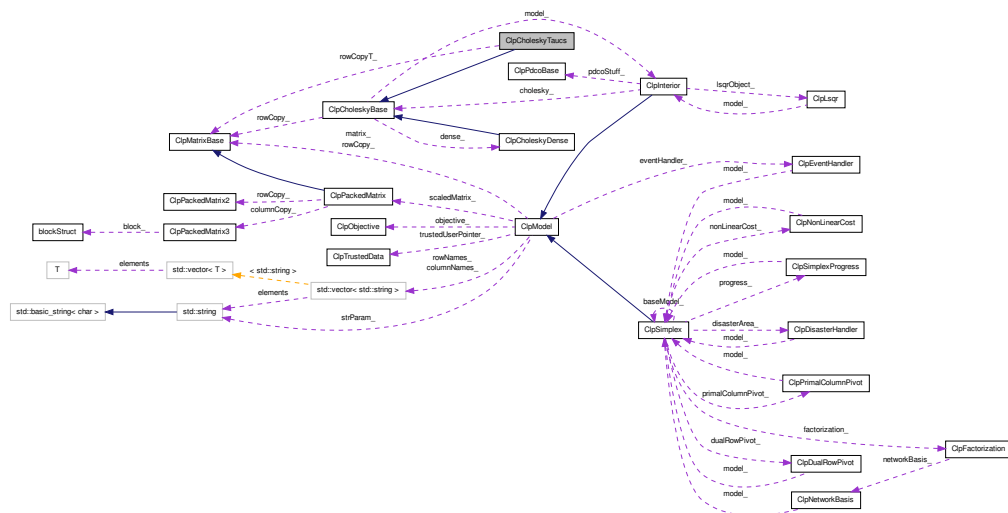 model_
ClpCholeskyTaucs
rowCopyT_
ClpPdcoBase
pdcoStuff_
ClpInterior
lsqrObject_
ClpLsqr
cholesky_
model_
ClpCholeskyBase
rowCopy_
ClpMatrixBase
matrix_
rowCopy_
dense_
ClpCholeskyDense
eventHandler_
ClpEventHandler
model_
ClpPackedMatrix2
rowCopy_
columnCopy_
ClpPackedMatrix
scaledMatrix_
ClpPackedMatrix3
block_
blockStruct
ClpObjective
objective_
trustedUserPointer_
ClpTrustedData
ClpModel
model_
nonLinearCost_
ClpNonLinearCost
model_
ClpSimplexProgress
progress_
T
elements
std::vector< T >
< std::string >
rowNames_
columnNames_
std::vector< std::string >
elements
std::basic_string< char >
std::string
strParam_
baseModel_
ClpSimplex
disasterArea_
ClpDisasterHandler
model_
model_
ClpPrimalColumnPivot
primalColumnPivot_
factorization_
ClpFactorization
dualRowPivot_
ClpDualRowPivot
networkBasis_
model_
model_
ClpNetworkBasis